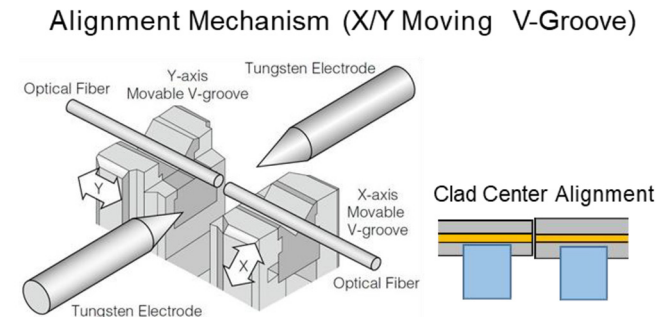 Alignment Mechanism (X/Y Moving V-Groove)
Optical Fiber
Y-axis
Movable V-groove
Tungsten Electrode
Y
X
X-axis
Movable
V-groove
Optical Fiber
Tungsten Electrode
Clad Center Alignment